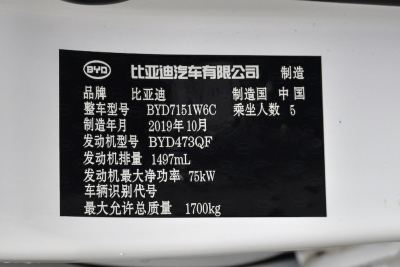 BYD 比亚迪汽车有限公司 制造
品牌 比亚迪 制造国 中国
整车型号 BYD7151W6C 乘坐人数 5
制造年月 2019年10月
发动机型号 BYD473QF
发动机排量 1497mL
发动机最大净功率 75kW
车辆识别代号
最大允许总质量 1700kg